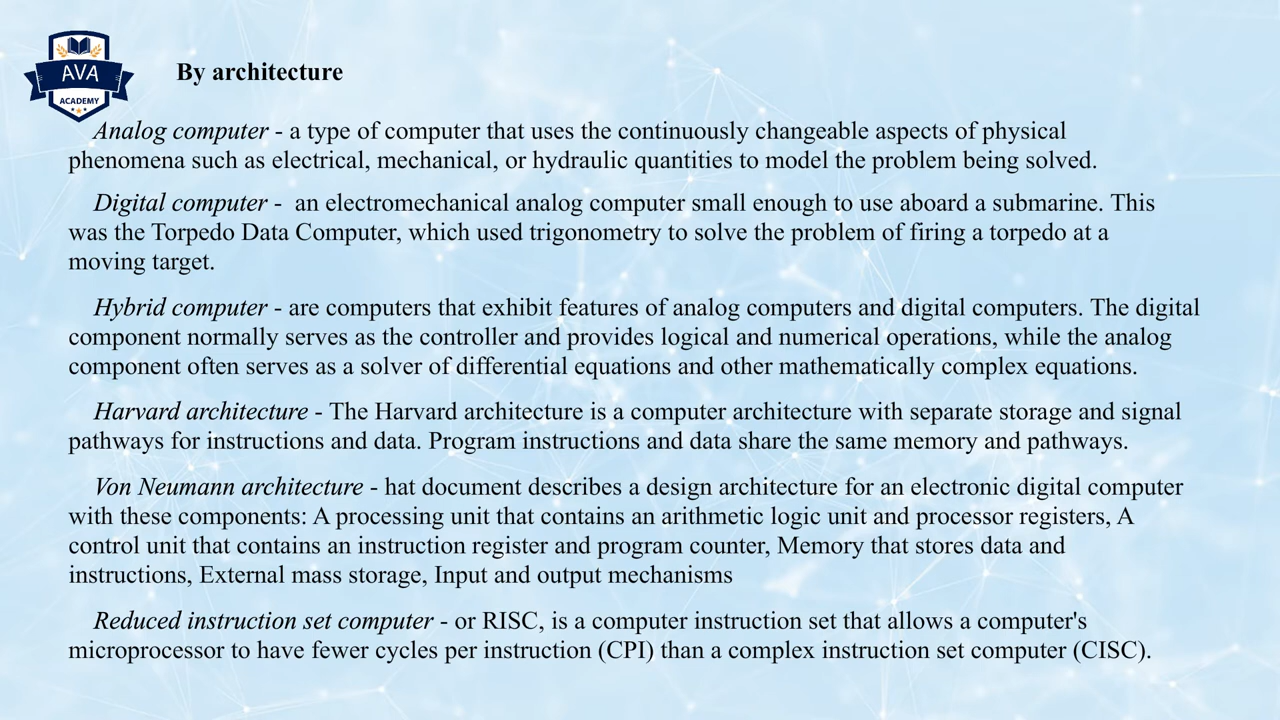 AVA
ACADEMY
By architecture
Analog computer - a type of computer that uses the continuously changeable aspects of physical
phenomena such as electrical, mechanical, or hydraulic quantities to model the problem being solved.
Digital computer -  an electromechanical analog computer small enough to use aboard a submarine. This
was the Torpedo Data Computer, which used trigonometry to solve the problem of firing a torpedo at a
moving target.
Hybrid computer - are computers that exhibit features of analog computers and digital computers. The digital
component normally serves as the controller and provides logical and numerical operations, while the analog
component often serves as a solver of differential equations and other mathematically complex equations.
Harvard architecture - The Harvard architecture is a computer architecture with separate storage and signal
pathways for instructions and data. Program instructions and data share the same memory and pathways.
Von Neumann architecture - hat document describes a design architecture for an electronic digital computer
with these components: A processing unit that contains an arithmetic logic unit and processor registers, A
control unit that contains an instruction register and program counter, Memory that stores data and
instructions, External mass storage, Input and output mechanisms
Reduced instruction set computer - or RISC, is a computer instruction set that allows a computer's
microprocessor to have fewer cycles per instruction (CPI) than a complex instruction set computer (CISC).